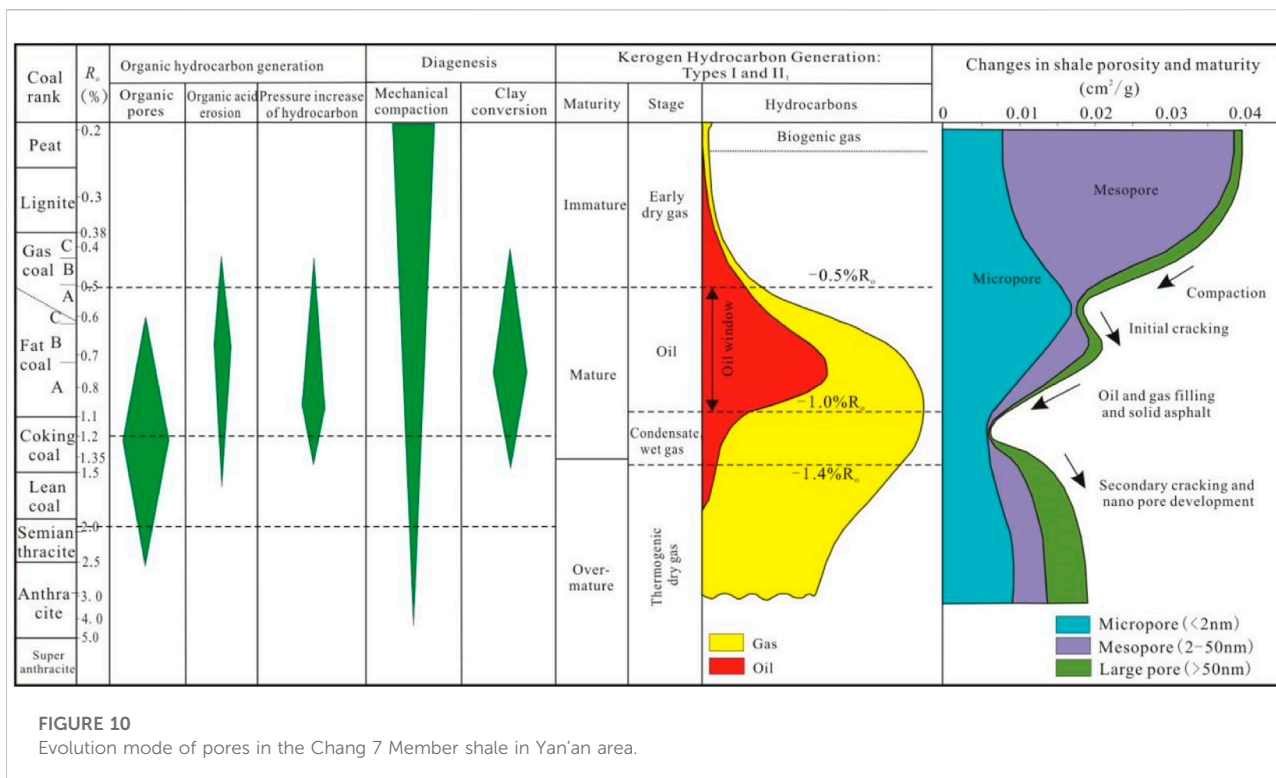 Coal
rank
Rₒ
(%)
Organic hydrocarbon generation
Organic
pores
Organic acid
erosion
Pressure increase
of hydrocarbon
Diagenesis
Mechanical
compaction
Clay
conversion
Kerogen Hydrocarbon Generation:
Types I and II₁
Maturity
Stage
Hydrocarbons
Changes in shale porosity and maturity
(cm²/g)
0 0.01 0.02 0.03 0.04
Peat
Lignite
Gas
coal
C
B
A
Fat
coal
C
B
A
Coking
coal
Lean
coal
Semian
thracite
Anthra
cite
Super
anthracite
0.2
0.3
0.38
0.4
0.5
0.6
0.7
0.8
1.1
1.2
1.35
1.5
2.0
2.5
3.0
4.0
5.0
Immature
Mature
Over-
mature
Early
dry gas
Oil
Condensate,
wet gas
Thermogenic
dry gas
Biogenic gas
-0.5%Rₒ
Oil window
-1.0%Rₒ
-1.4%Rₒ
Gas
Oil
Mesopore
Micropore
Compaction
Initial cracking
Oil and gas filling
and solid asphalt
Secondary cracking and
nano pore development
Micropore(<2nm)
Mesopore(2-50nm)
Large pore(>50nm)
FIGURE 10
Evolution mode of pores in the Chang 7 Member shale in Yan'an area.